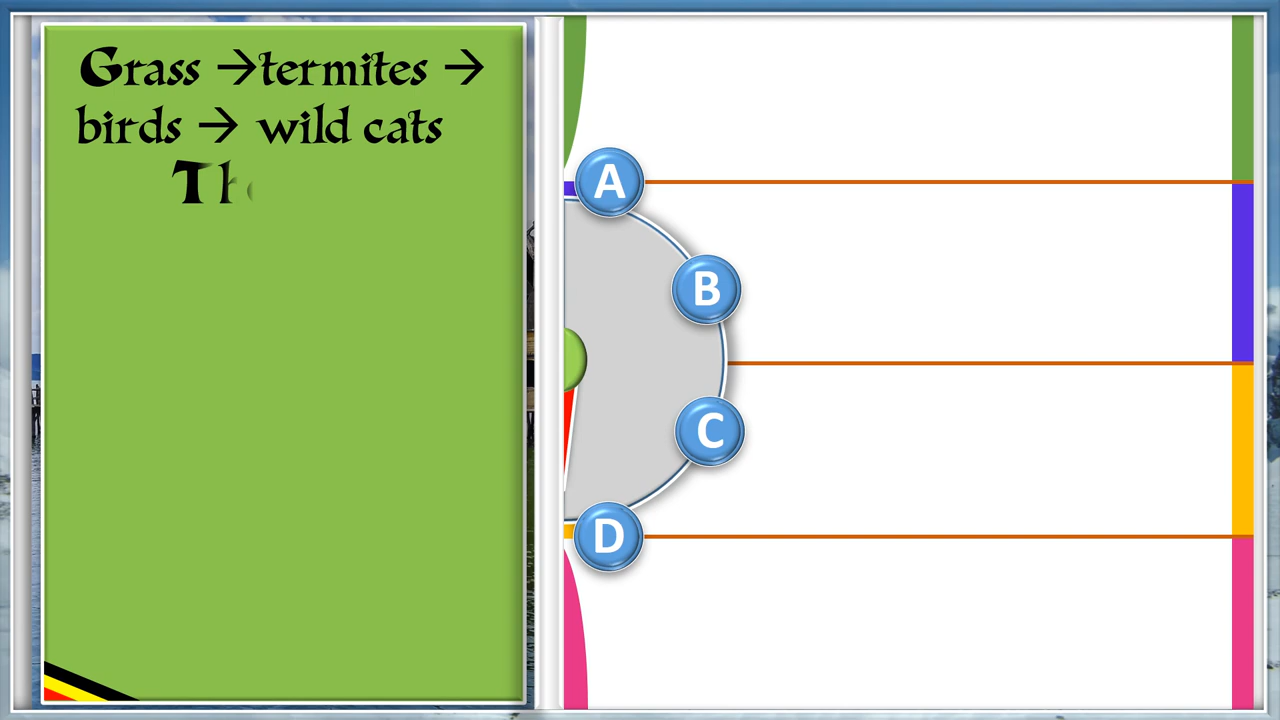 Grass →termites →
birds → wild cats
A
B
C
D